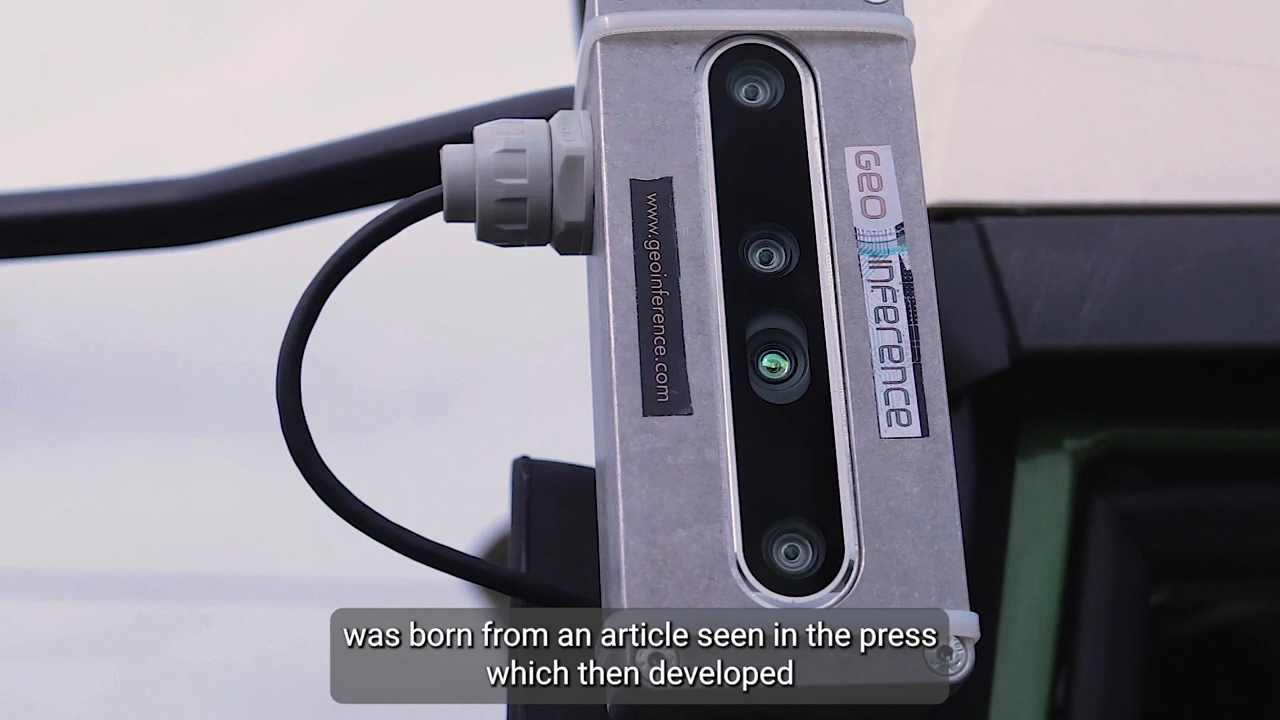 www.geoinference.com
Geo inference
was born from an article seen in the press
which then developed